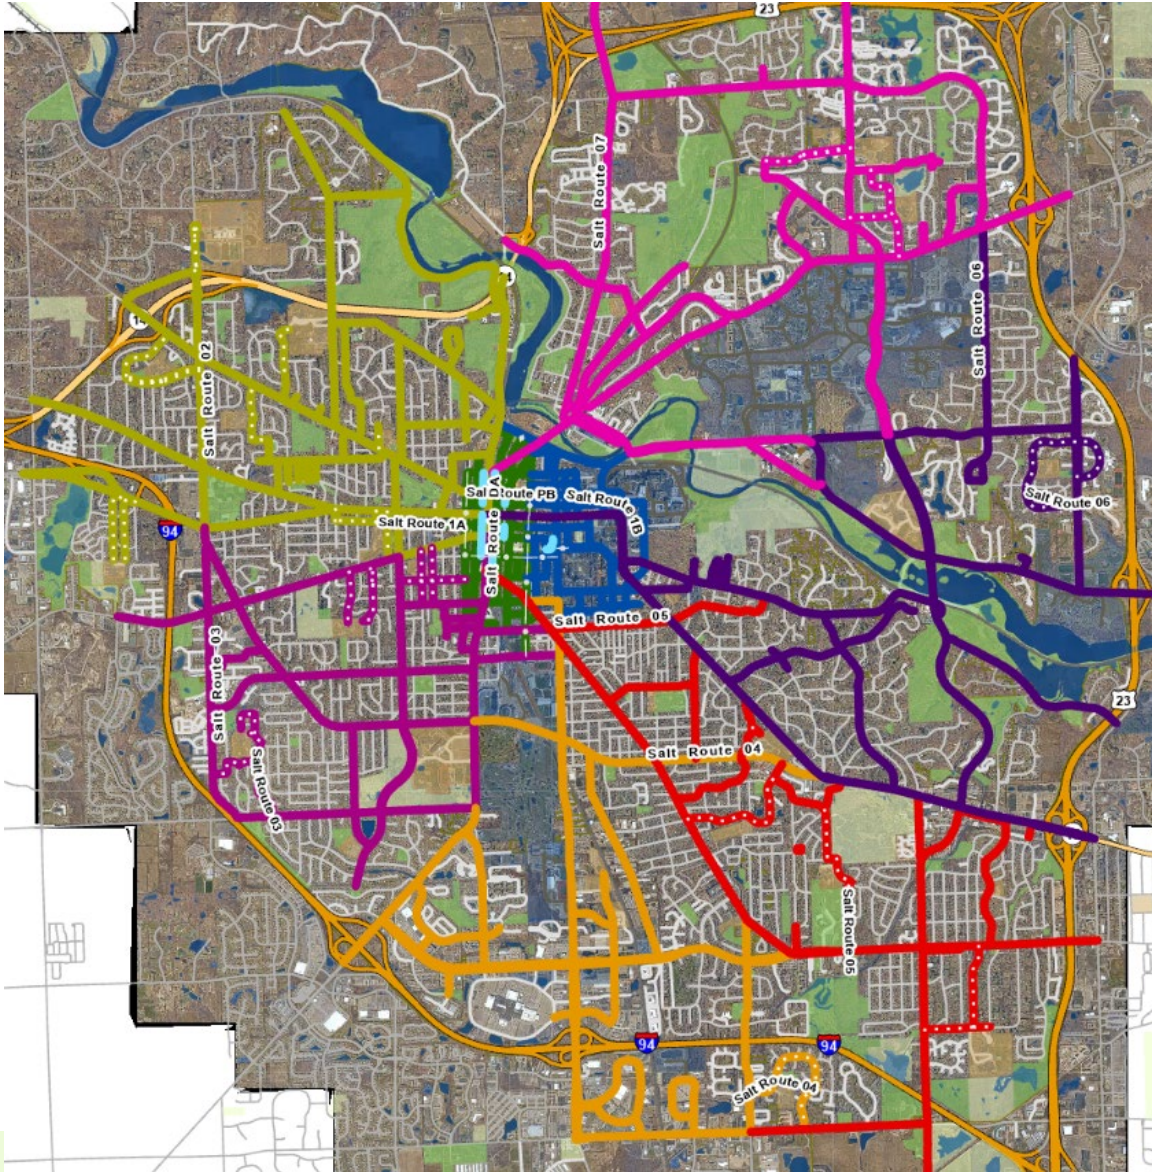 23
Salt Route 07
14
Salt Route 06
Salt Route 02
Salt Route 06
Salt Route PB
Salt Route 1B
Salt Route 1A
94
Salt Route DA
Salt Route 05
Salt Route 03
23
Salt Route 04
Salt Route 03
Salt Route 05
94
94
Salt Route 04